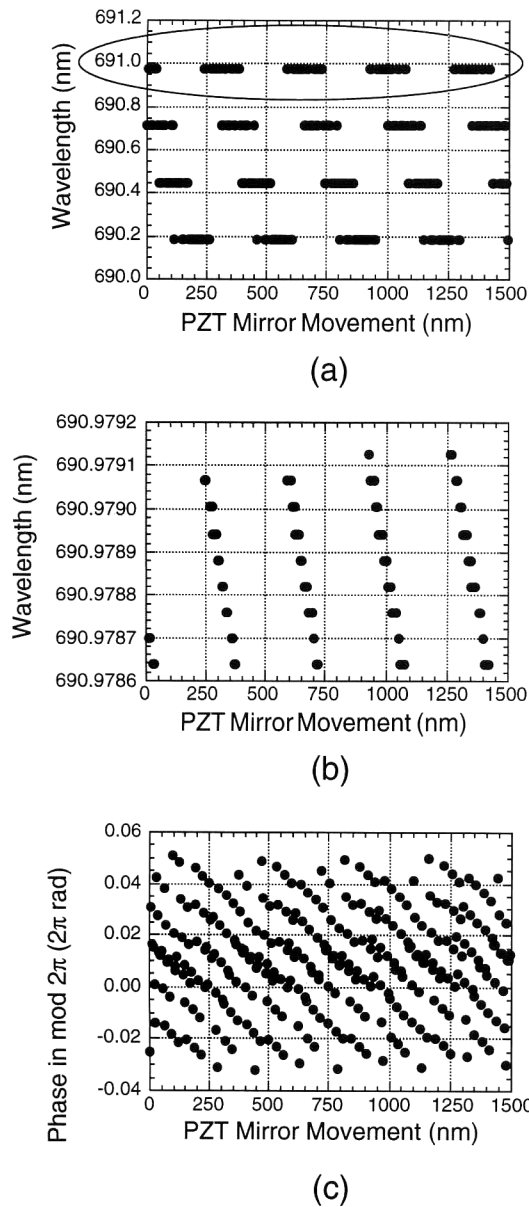 691.2
691.0
690.8
690.6
690.4
690.2
690.0
Wavelength (nm)
0 250 500 750 1000 1250 1500
PZT Mirror Movement (nm)
(a)
690.9792
690.9791
690.9790
690.9789
690.9788
690.9787
690.9786
Wavelength (nm)
0 250 500 750 1000 1250 1500
PZT Mirror Movement (nm)
(b)
0.06
0.04
0.02
0.00
-0.02
-0.04
Phase in mod 2π (2π rad)
0 250 500 750 1000 1250 1500
PZT Mirror Movement (nm)
(c)